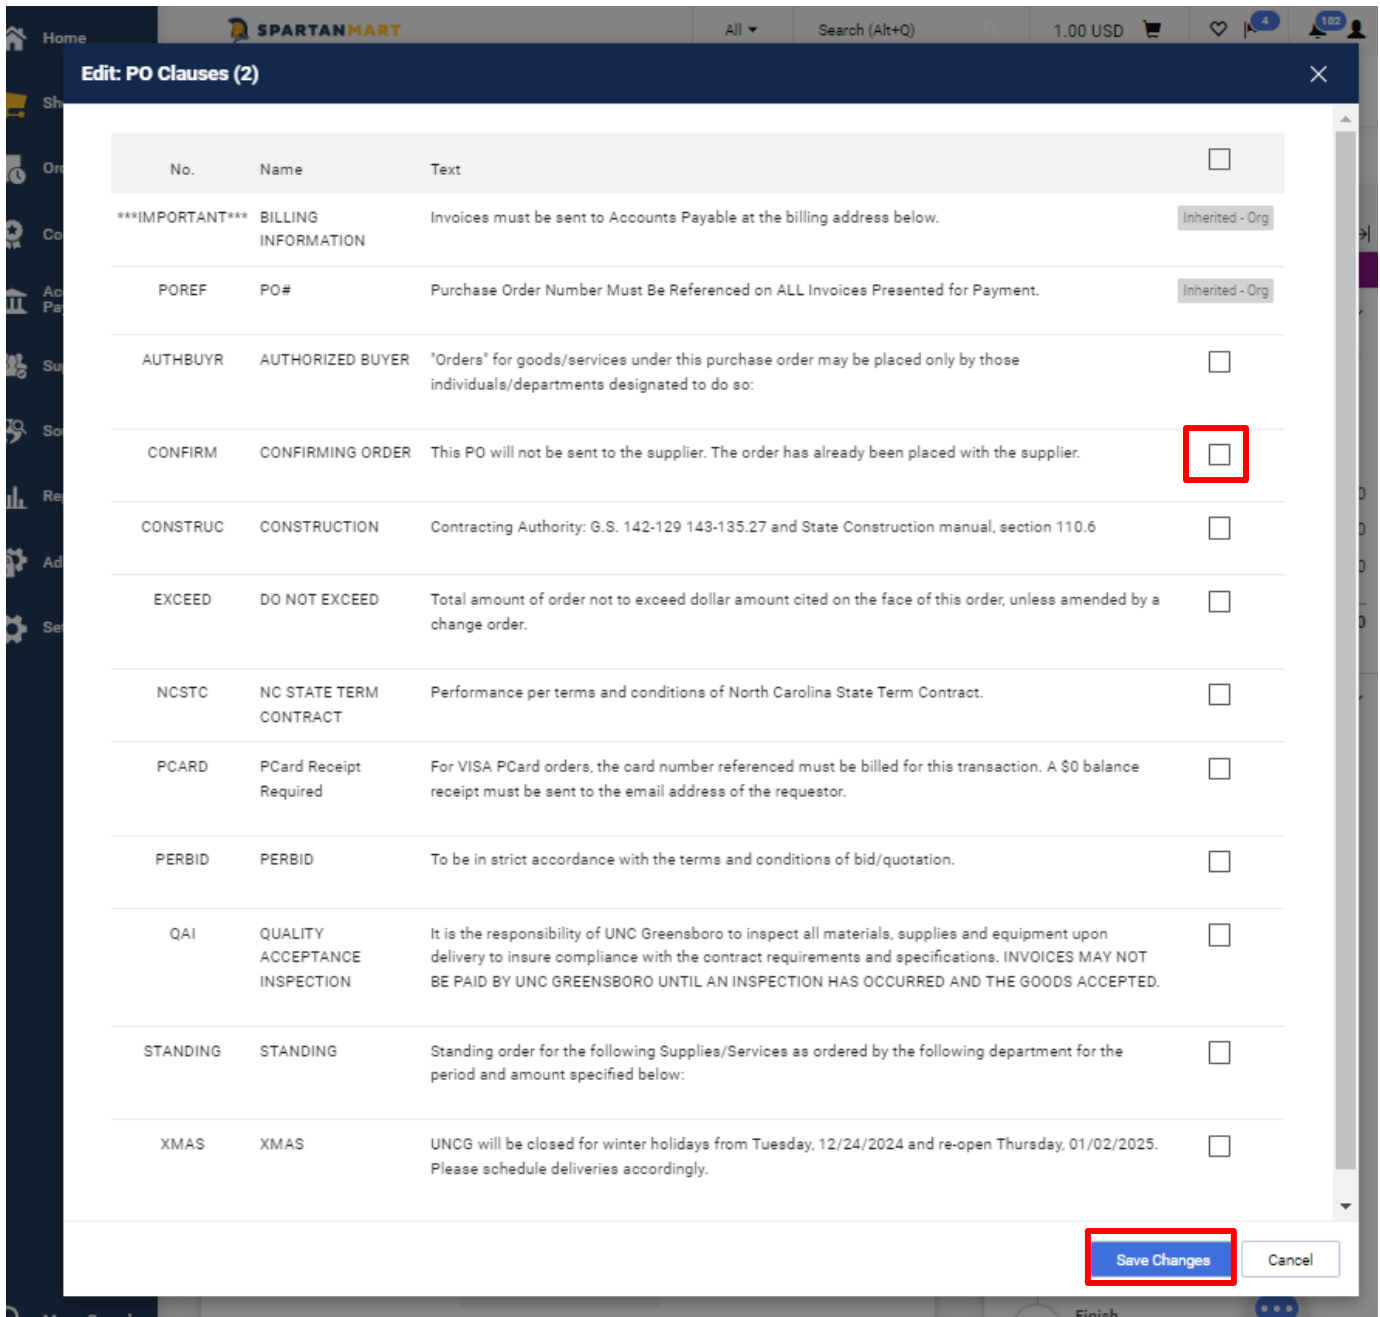 Home
SPARTANMART
All
Search (Alt+Q)
1.00 USD
4
102
Edit: PO Clauses (2)
Sh
Ord
Co
Ac
Pay
Su
So
Re
Ad
Se
No. Name Text
***IMPORTANT*** BILLING INFORMATION Invoices must be sent to Accounts Payable at the billing address below. Inherited - Org
POREF PO# Purchase Order Number Must Be Referenced on ALL Invoices Presented for Payment. Inherited - Org
AUTHBUYR AUTHORIZED BUYER "Orders" for goods/services under this purchase order may be placed only by those
individuals/departments designated to do so:
CONFIRM CONFIRMING ORDER This PO will not be sent to the supplier. The order has already been placed with the supplier.
CONSTRUC CONSTRUCTION Contracting Authority: G.S. 142-129 143-135.27 and State Construction manual, section 110.6
EXCEED DO NOT EXCEED Total amount of order not to exceed dollar amount cited on the face of this order, unless amended by a
change order.
NCSTC NC STATE TERM CONTRACT Performance per terms and conditions of North Carolina State Term Contract.
PCARD PCard Receipt Required For VISA PCard orders, the card number referenced must be billed for this transaction. A $0 balance
receipt must be sent to the email address of the requestor.
PERBID PERBID To be in strict accordance with the terms and conditions of bid/quotation.
QAI QUALITY ACCEPTANCE INSPECTION It is the responsibility of UNC Greensboro to inspect all materials, supplies and equipment upon
delivery to insure compliance with the contract requirements and specifications. INVOICES MAY NOT
BE PAID BY UNC GREENSBORO UNTIL AN INSPECTION HAS OCCURRED AND THE GOODS ACCEPTED.
STANDING STANDING Standing order for the following Supplies/Services as ordered by the following department for the
period and amount specified below:
XMAS XMAS UNCG will be closed for winter holidays from Tuesday, 12/24/2024 and re-open Thursday, 01/02/2025.
Please schedule deliveries accordingly.
Save Changes
Cancel
Finish